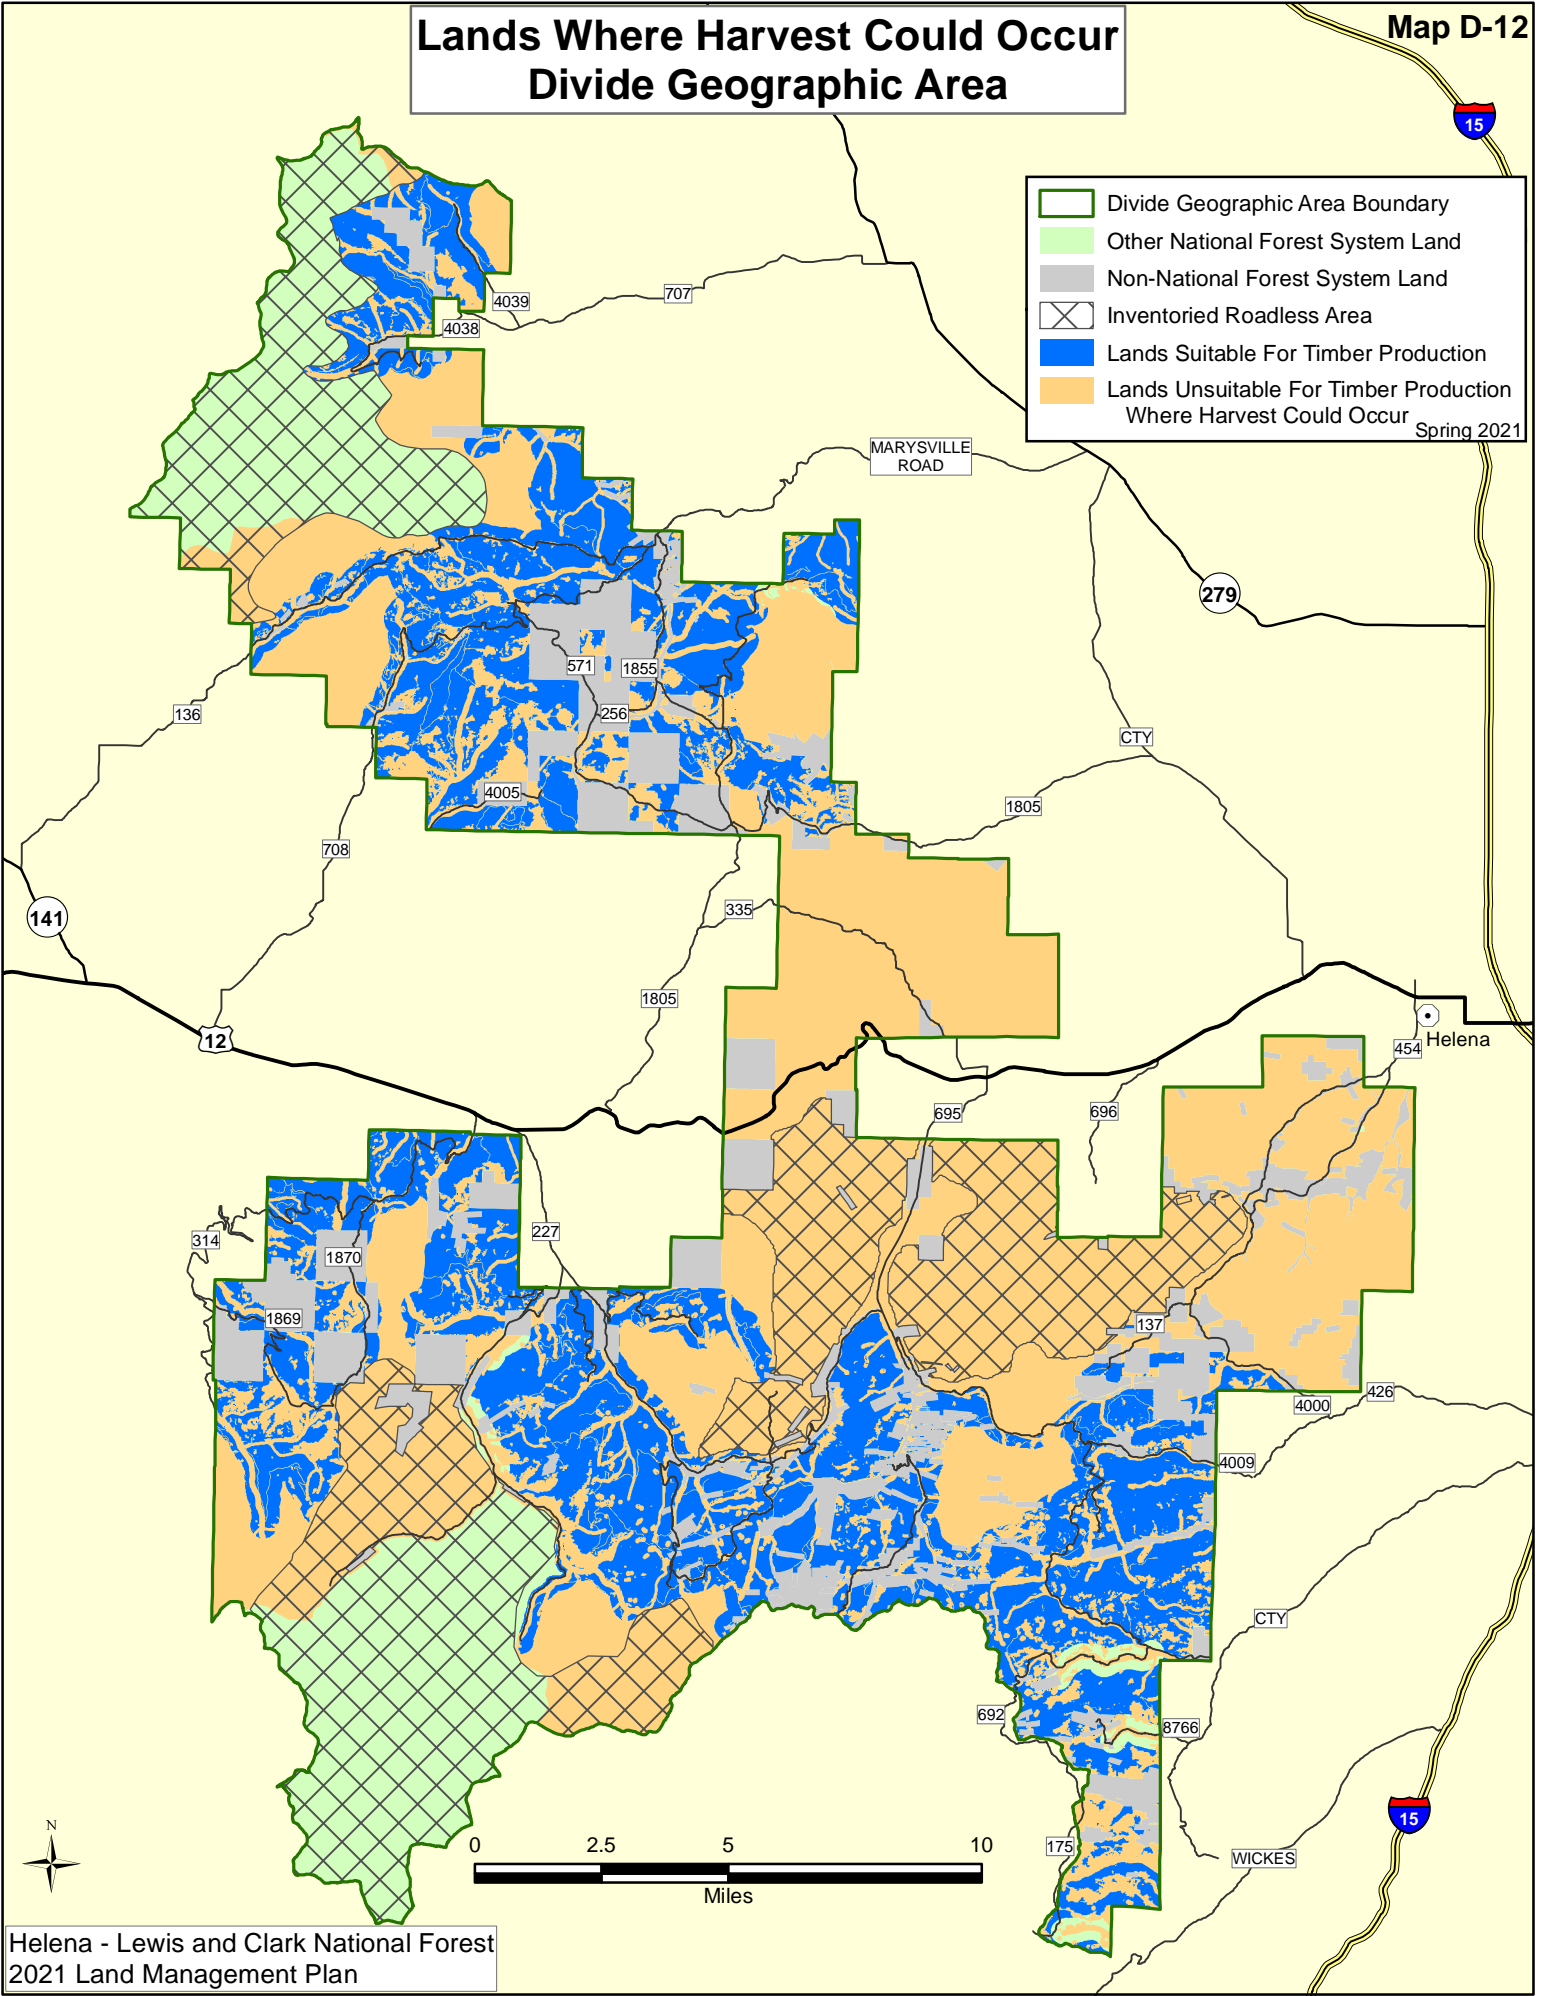 Lands Where Harvest Could Occur
Divide Geographic Area
Map D-12
15
Divide Geographic Area Boundary
Other National Forest System Land
Non-National Forest System Land
Inventoried Roadless Area
Lands Suitable For Timber Production
Lands Unsuitable For Timber Production
Where Harvest Could Occur
Spring 2021
707
4039
4038
MARYSVILLE
ROAD
279
571
1855
136
256
CTY
4005
1805
708
141
335
1805
12
Helena
454
695
696
314
227
1870
1869
137
426
4000
4009
CTY
692
8766
15
175
WICKES
N
0
2.5
5
10
Miles
Helena - Lewis and Clark National Forest
2021 Land Management Plan